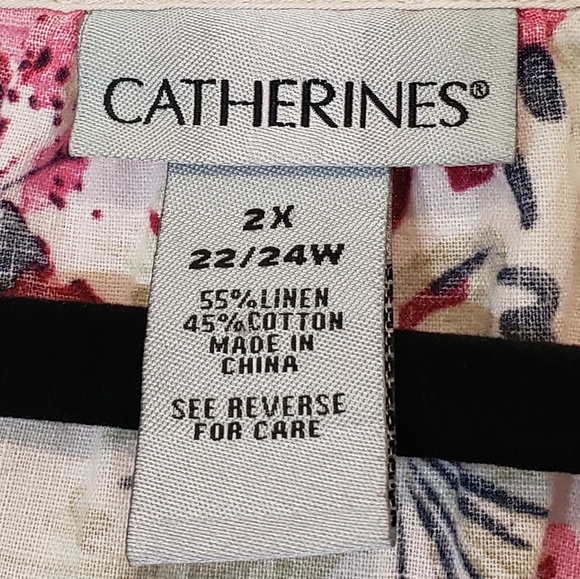 CATHERINES®
2X
22/24W
55% LINEN
45% COTTON
MADE IN
CHINA
SEE REVERSE
FOR CARE